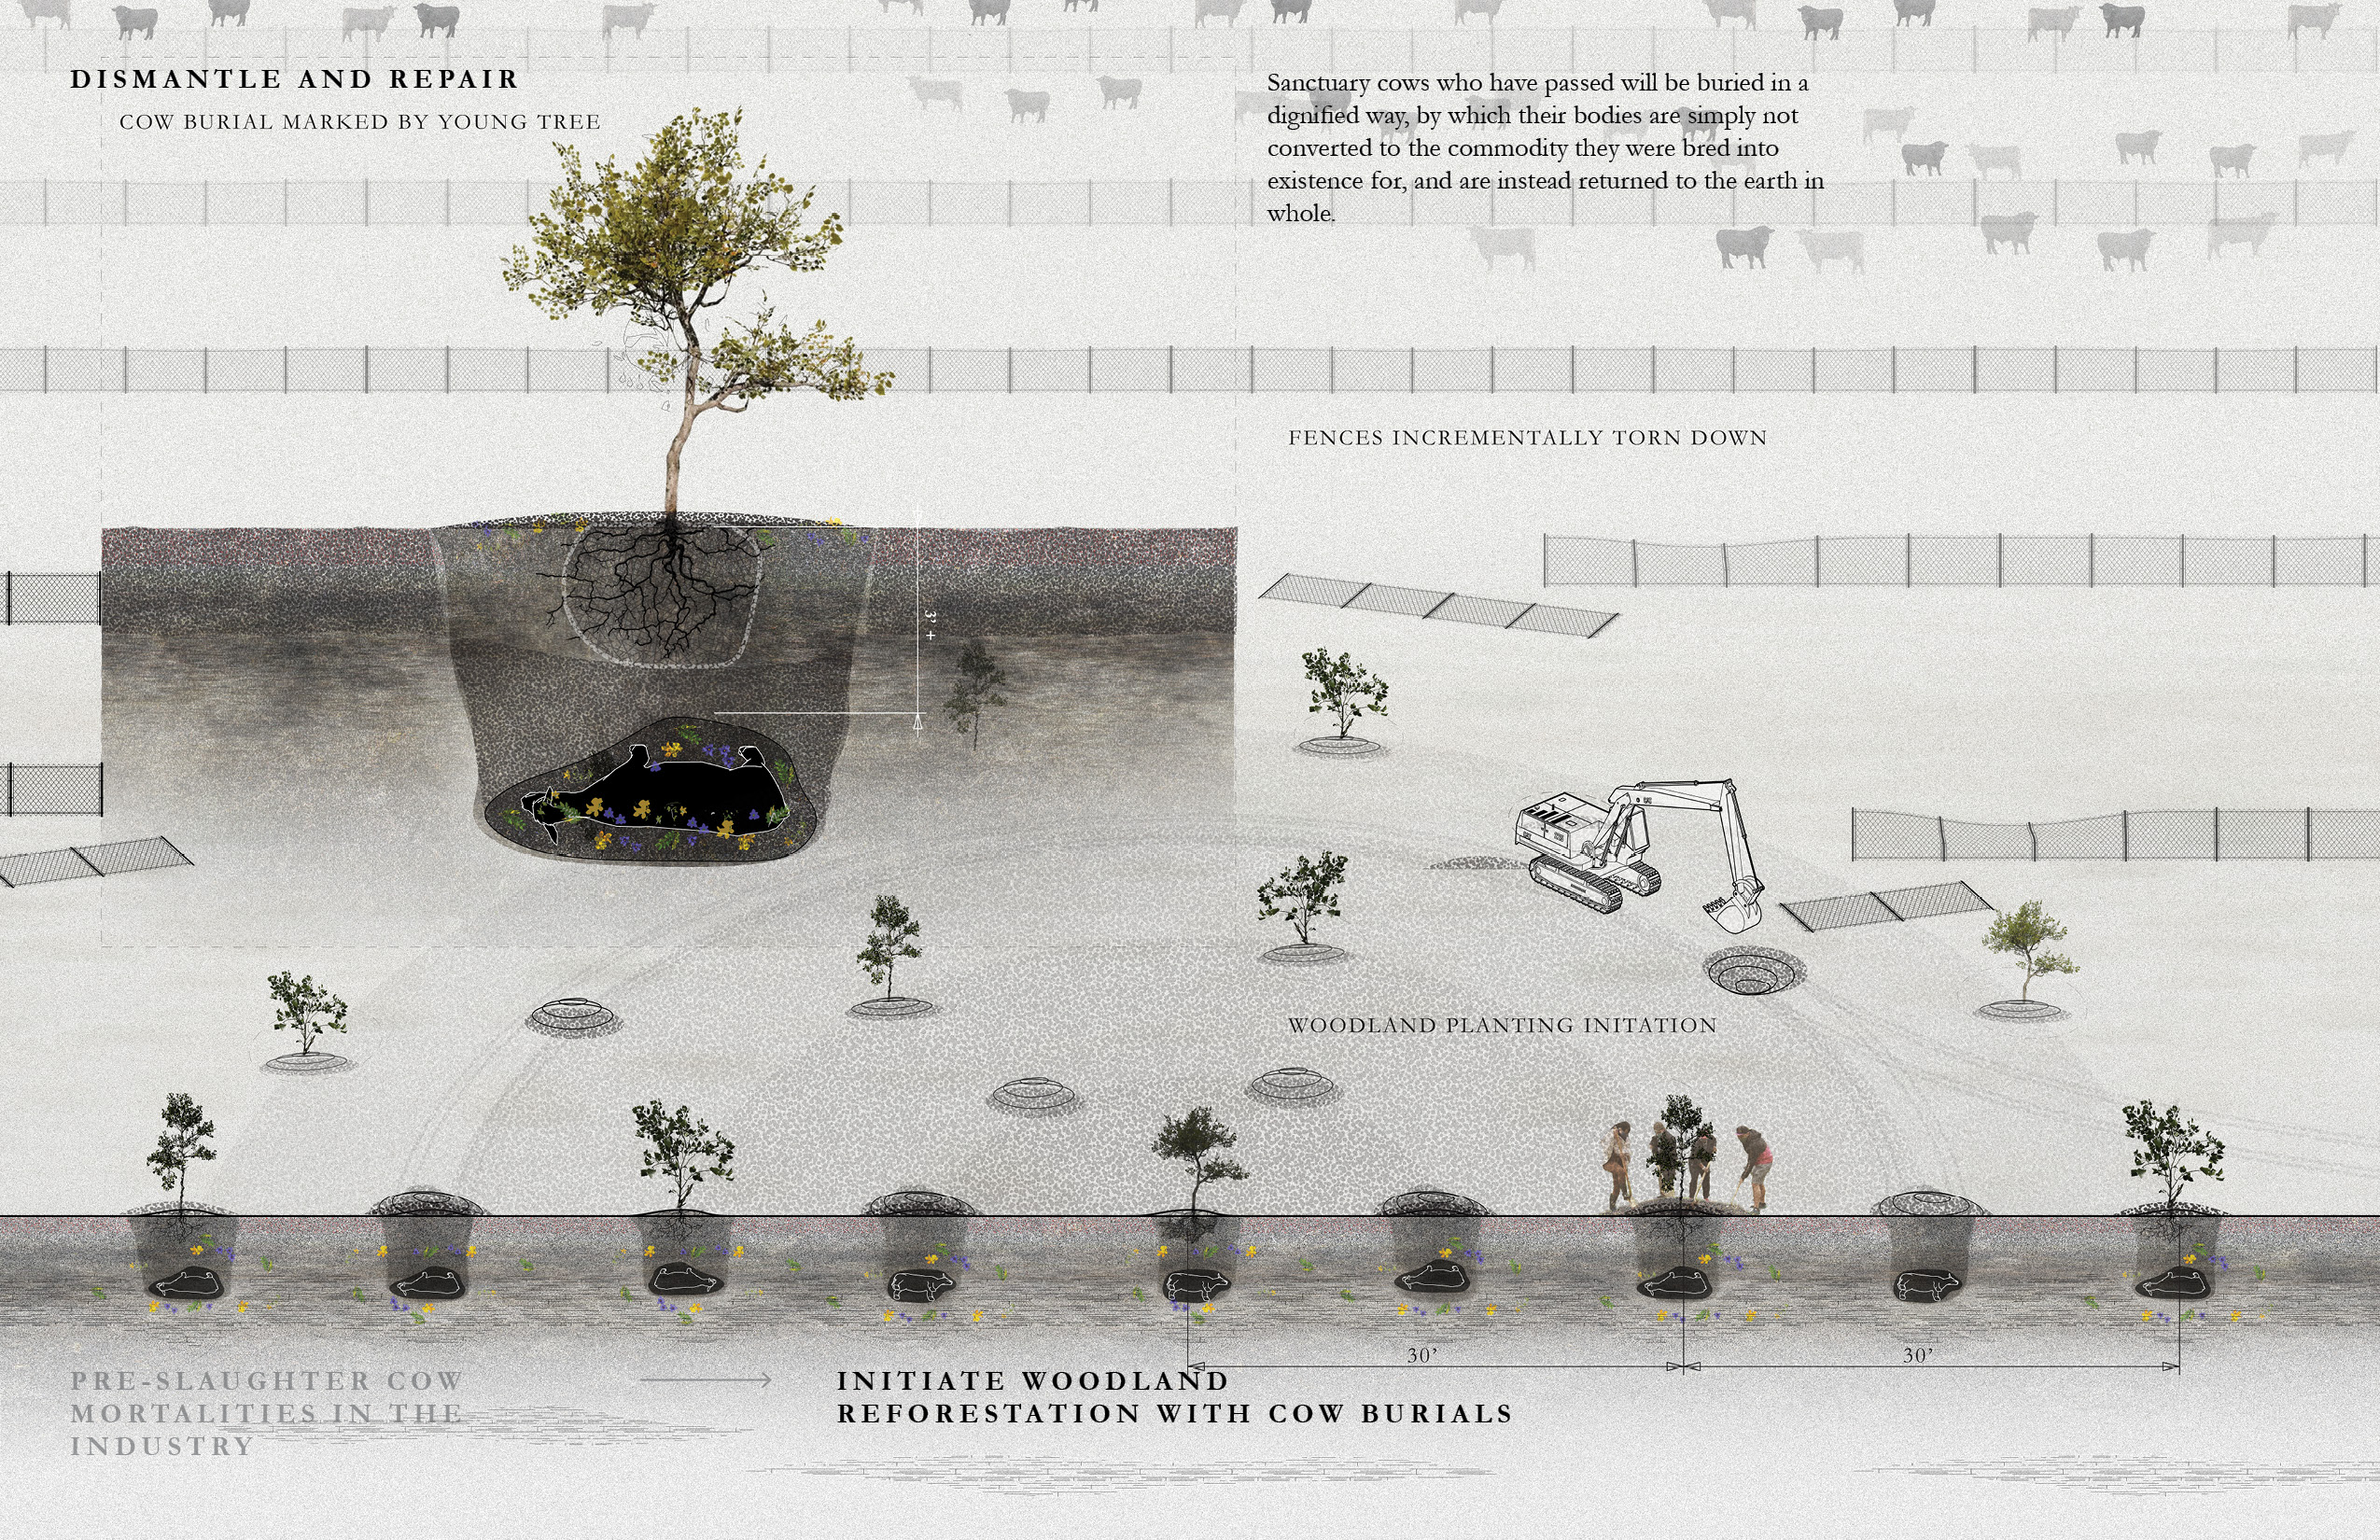 DISMANTLE AND REPAIR
COW BURIAL MARKED BY YOUNG TREE
Sanctuary cows who have passed will be buried in a
dignified way, by which their bodies are simply not
converted to the commodity they were bred into
existence for, and are instead returned to the earth in
whole.
FENCES INCREMENTALLY TORN DOWN
3' +
WOODLAND PLANTING INITATION
30’
30’
PRE-SLAUGHTER COW
MORTALITIES IN THE
INDUSTRY
INITIATE WOODLAND
REFORESTATION WITH COW BURIALS